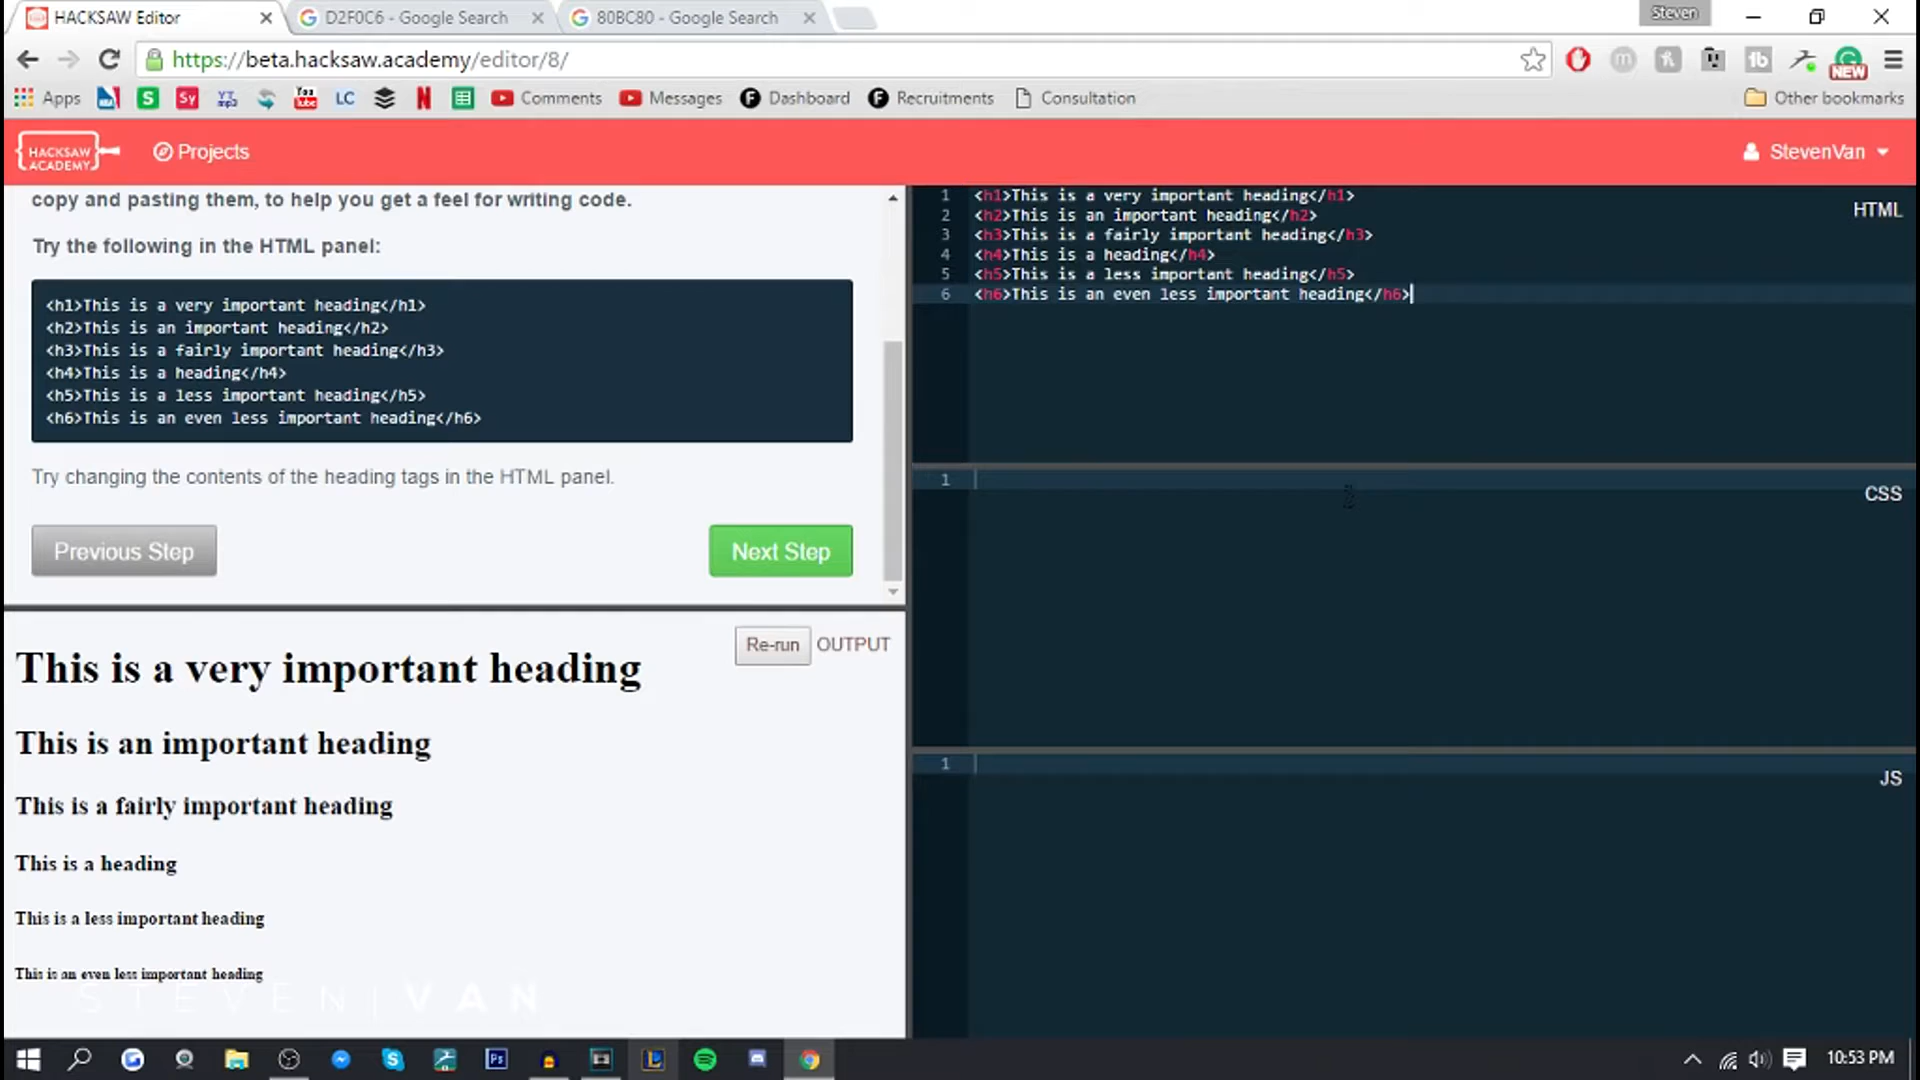 HACKSAW Editor
D2F0C6 - Google Search
80BC80 - Google Search
Steven
https://beta.hacksaw.academy/editor/8/
NEW
Apps
S
Sy
You
Tube
LC
N
Comments
Messages
Dashboard
Recruitments
Consultation
Other bookmarks
HACKSAW
ACADEMY
Projects
StevenVan
copy and pasting them, to help you get a feel for writing code.
Try the following in the HTML panel:
<h1>This is a very important heading</h1>
<h2>This is an important heading</h2>
<h3>This is a fairly important heading</h3>
<h4>This is a heading</h4>
<h5>This is a less important heading</h5>
<h6>This is an even less important heading</h6>
Try changing the contents of the heading tags in the HTML panel.
Previous Step
Next Step
1 <h1>This is a very important heading</h1>
2 <h2>This is an important heading</h2>
3 <h3>This is a fairly important heading</h3>
4 <h4>This is a heading</h4>
5 <h5>This is a less important heading</h5>
6 <h6>This is an even less important heading</h6>
HTML
1
CSS
1
JS
Re-run
OUTPUT
This is a very important heading
This is an important heading
This is a fairly important heading
This is a heading
This is a less important heading
This is an even less important heading
STEVEN|VAN
Ps
10:53 PM